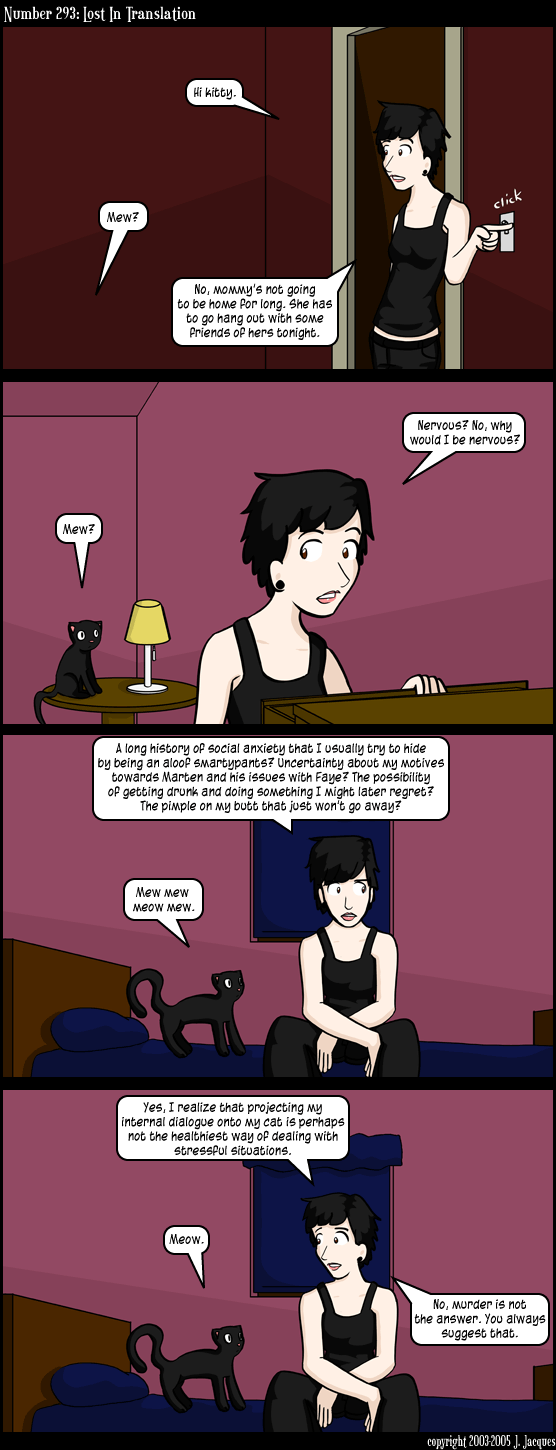 Number 293: Lost In Translation
Hi kitty.
click
Mew?
No, mommy's not going
to be home for long. She has
to go hang out with some
friends of hers tonight.
Nervous? No, why
would I be nervous?
Mew?
A long history of social anxiety that I usually try to hide
by being an aloof smartypants? Uncertainty about my motives
towards Marten and his issues with Faye? The possibility
of getting drunk and doing something I might later regret?
The pimple on my butt that just won't go away?
Mew mew
meow mew.
Yes, I realize that projecting my
internal dialogue onto my cat is perhaps
not the healthiest way of dealing with
stressful situations.
Meow.
No, murder is not
the answer. You always
suggest that.
copyright 2003-2005 J. Jacques